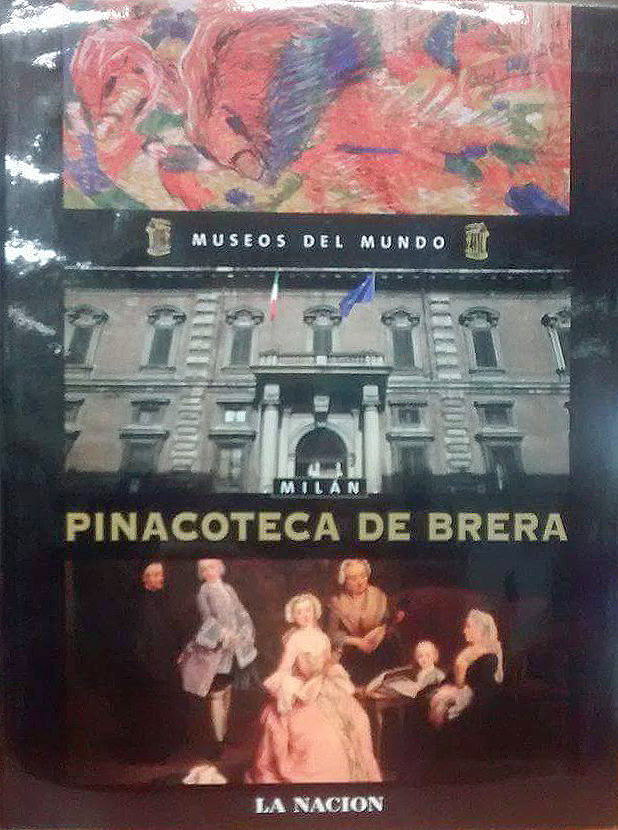 MUSEOS DEL MUNDO
MILÁN
PINACOTECA DE BRERA
LA NACION